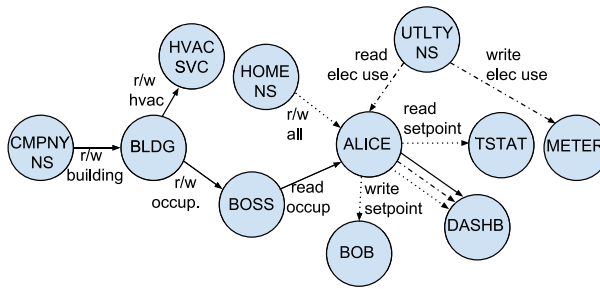 HVAC
SVC
UTLTY
NS
HOME
NS
read
elec use
write
elec use
r/w
hvac
r/w
all
read
setpoint
CMPNY
NS
r/w
building
BLDG
ALICE
TSTAT
METER
r/w
occup.
BOSS
read
occup
write
setpoint
DASHB
BOB